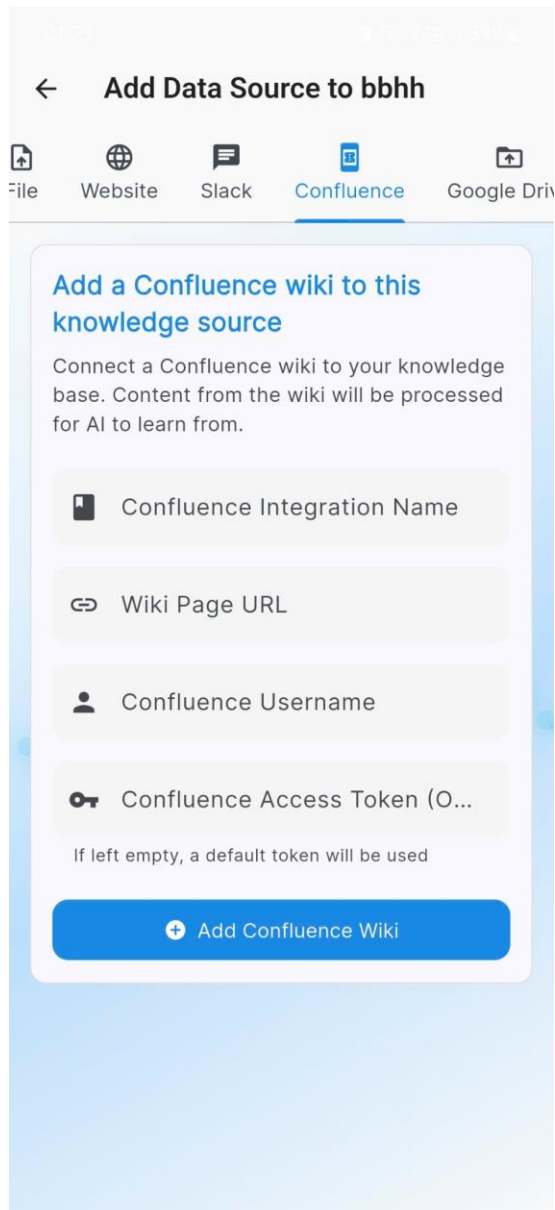 Add Data Source to bbhh
File Website Slack Confluence Google Driv
Add a Confluence wiki to this
knowledge source
Connect a Confluence wiki to your knowledge
base. Content from the wiki will be processed
for AI to learn from.
Confluence Integration Name
Wiki Page URL
Confluence Username
Confluence Access Token (O...
If left empty, a default token will be used
Add Confluence Wiki